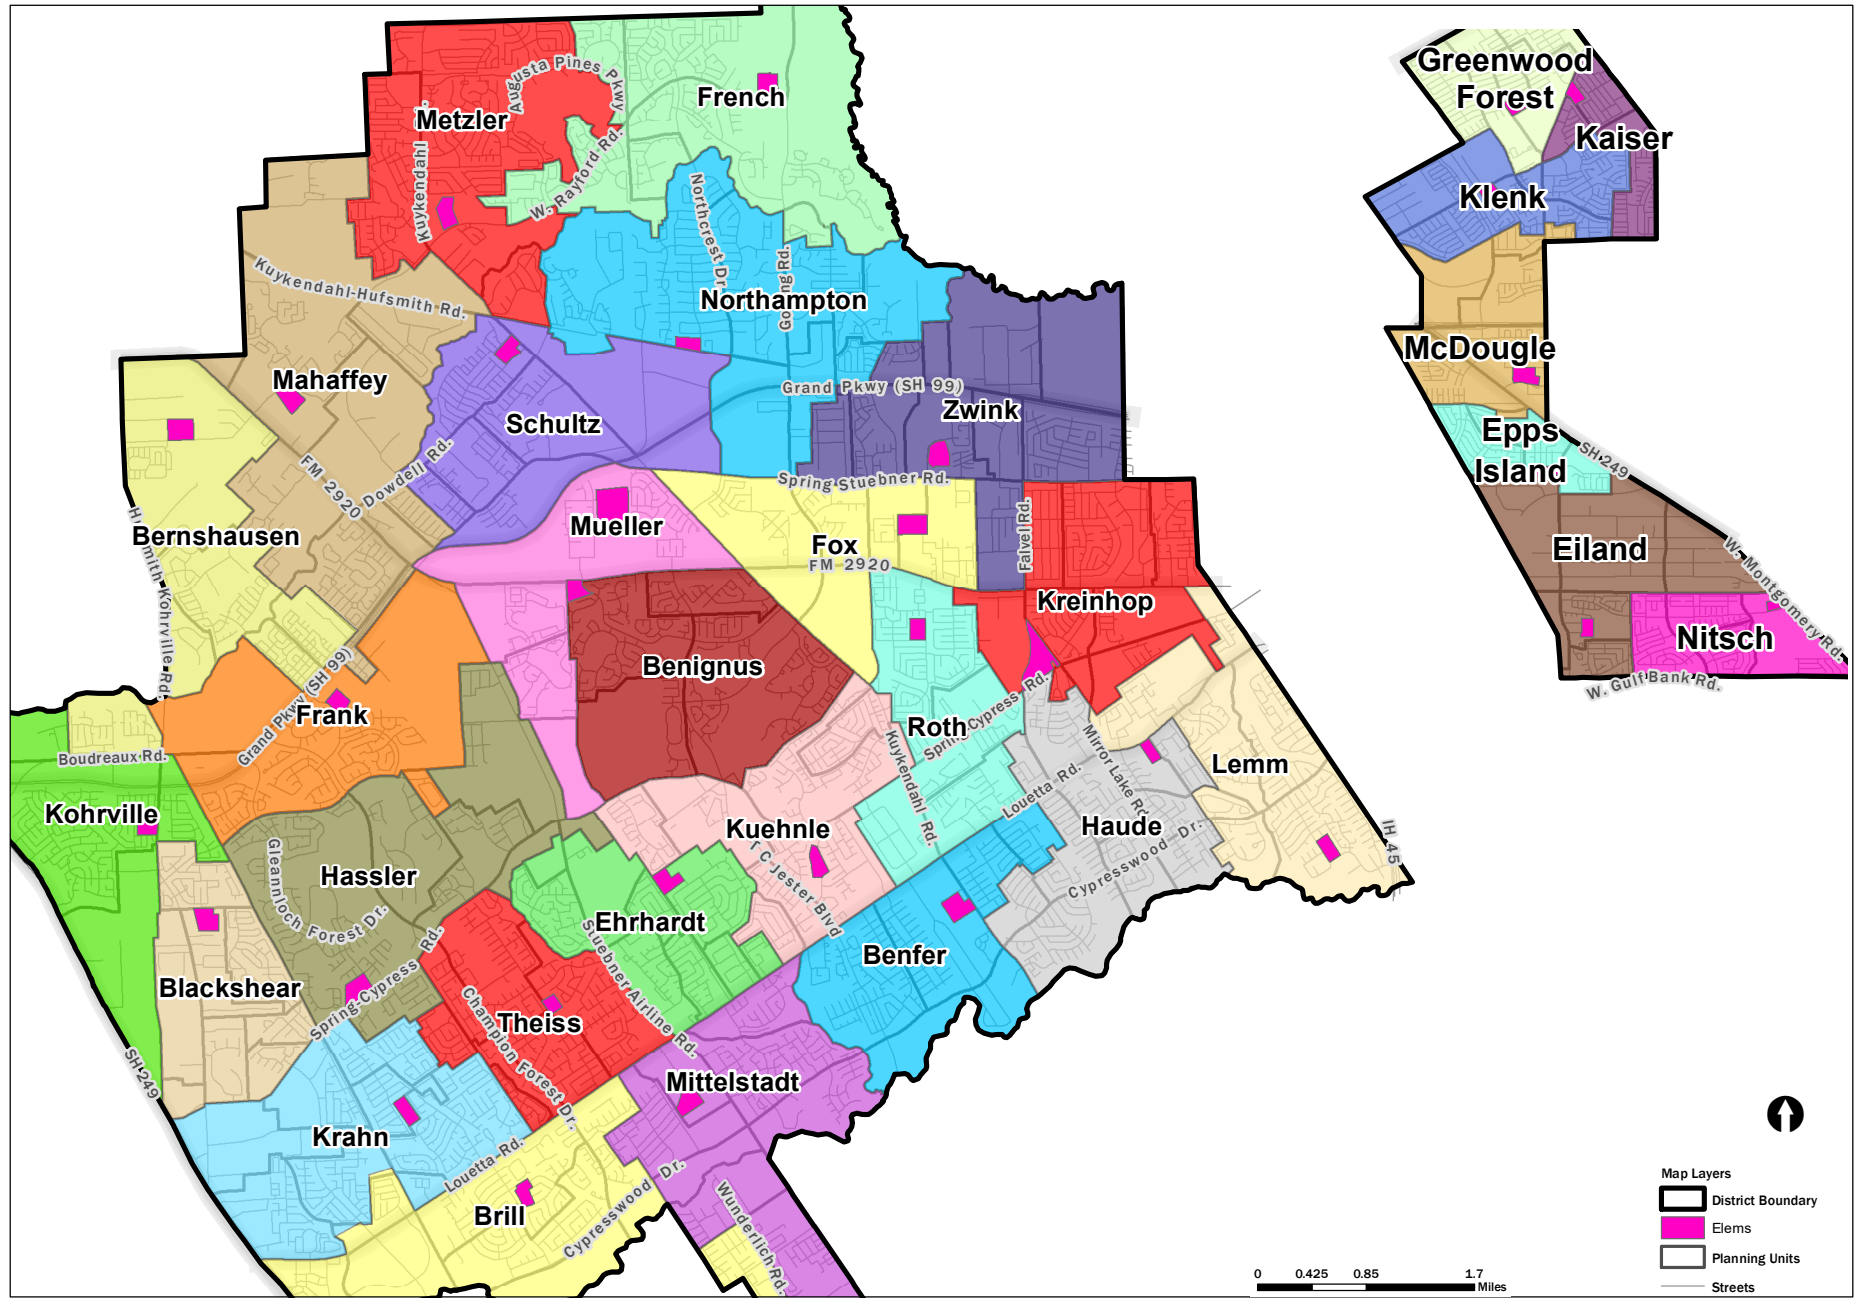 Greenwood
Forest
Kaiser
Klenk
McDougle
Epps
Island
SH 249
Eiland
W. Montgomery Rd.
Nitsch
W. Gulf Bank Rd.
Augusta Pines Pkwy
French
Metzler
Kuykendahl
W. Rayford Rd.
Northcrest Dr
Gosling Rd.
Northampton
Kuykendahl-Hufsmith Rd.
Mahaffey
Grand Pkwy (SH 99)
Zwink
Schultz
Dowdell Rd.
FM 2920
Spring Stuebner Rd.
Mueller
Bernshausen
Hufsmith-Kohrville Rd.
Fox
FM 2920
Falvel Rd.
Kreinhop
Benignus
Grand Pkwy (SH 99)
Frank
Roth
Spring Cypress Rd.
Kuykendahl Rd.
Mirror Lake Rd
Lemm
Boudreaux Rd.
Kohrville
Louetta Rd.
Haude
Cypresswood Dr.
IH 45
Kuehnle
T C Jester Blvd
Hassler
Gleannloch Forest Dr.
Ehrhardt
Stuebner Airline Rd.
Benfer
Blackshear
Spring-Cypress Rd.
Champion Forest Dr.
Theiss
SH 249
Mittelstadt
Krahn
Louetta Rd.
Brill
Cypresswood Dr.
Wunderlich Rd.
Map Layers
District Boundary
Elems
Planning Units
Streets
0 0.425 0.85 1.7
Miles